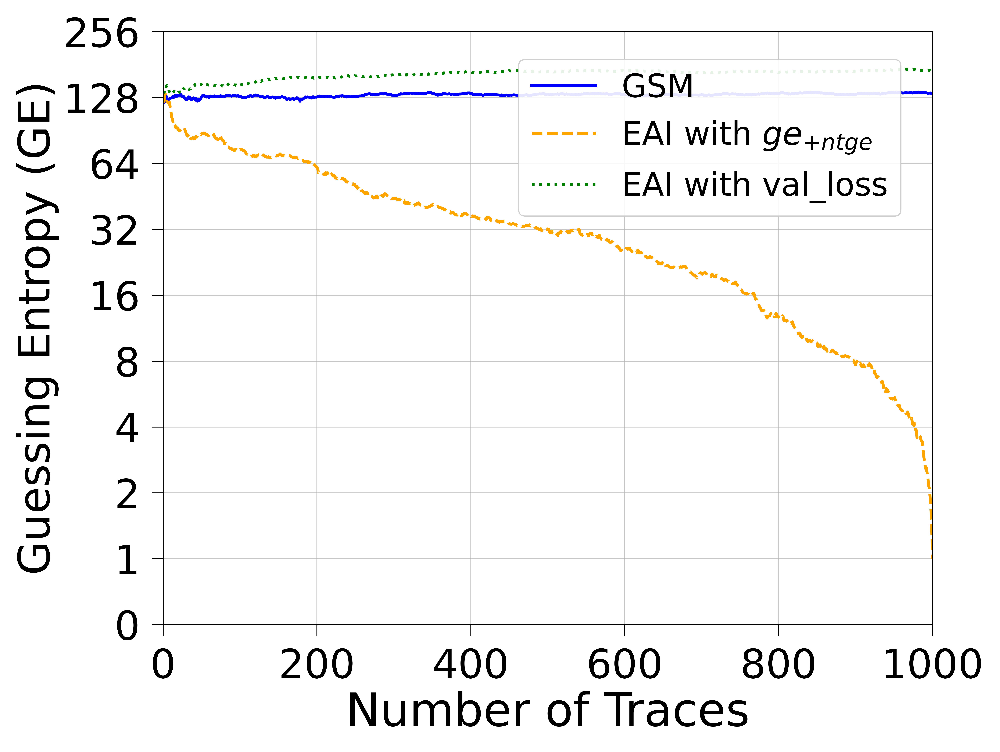 256
128
64
32
16
8
4
2
1
0
Guessing Entropy (GE)
GSM
EAI with ge+ntge
EAI with val_loss
0 200 400 600 800 1000
Number of Traces